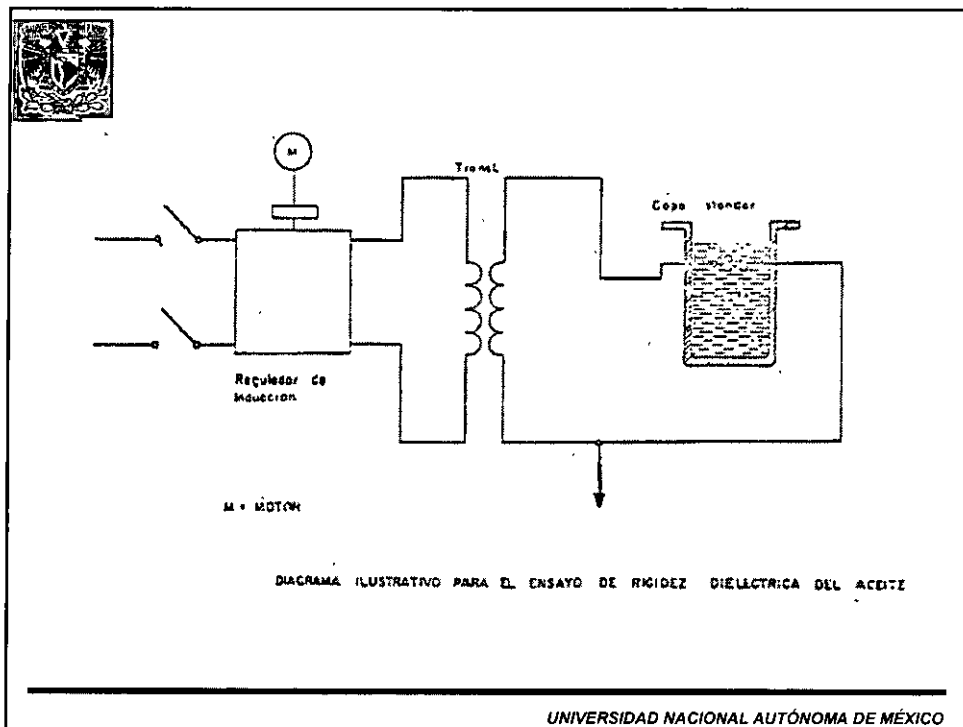 M
Transf.
Copa standar
Regulador de
inducción
M = MOTOR
DIAGRAMA ILUSTRATIVO PARA EL ENSAYO DE RIGIDEZ DIELECTRICA DEL ACEITE
UNIVERSIDAD NACIONAL AUTÓNOMA DE MÉXICO